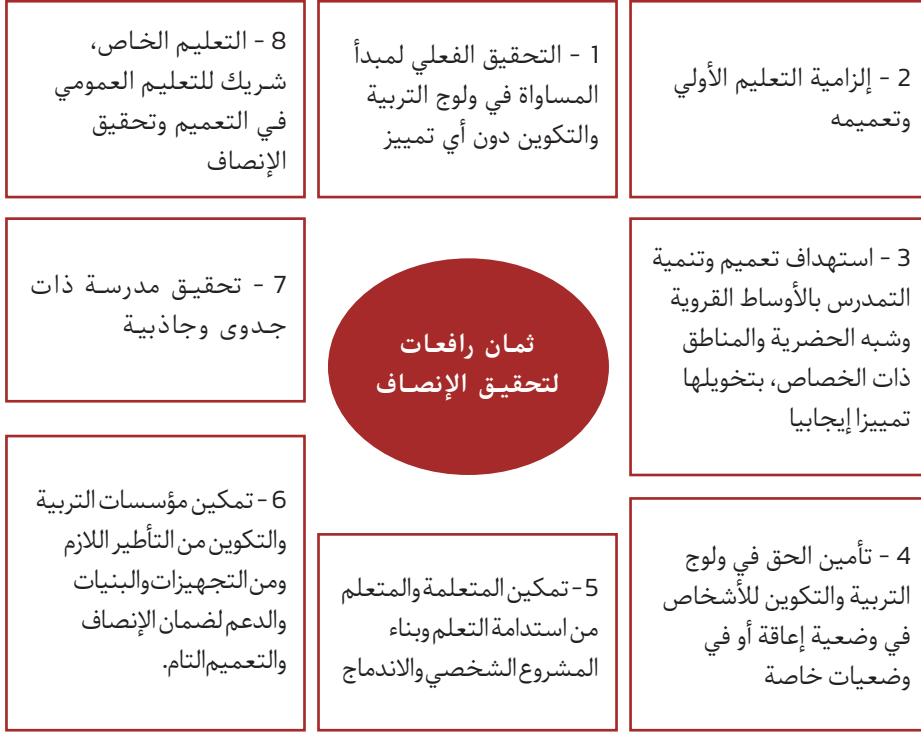 ثمان رافعات
لتحقيق الإنصاف
1 - التحقيق الفعلي لمبدأ
المساواة في ولوج التربية
والتكوين دون أي تمييز
2 - إلزامية التعليم الأولي
وتعميمه
3 - استهداف تعميم وتنمية
التمدرس بالأوساط القروية
وشبه الحضرية والمناطق
ذات الخصاص، بتخويلها
تمييزا إيجابيا
4 - تأمين الحق في ولوج
التربية والتكوين للأشخاص
في وضعية إعاقة أو في
وضعيات خاصة
5 - تمكين المتعلمة والمتعلم
من استدامة التعلم وبناء
المشروع الشخصي والاندماج
6 - تمكين مؤسسات التربية
والتكوين من التأطير اللازم
ومن التجهيزات والبنيات
والدعم لضمان الإنصاف
والتعميم التام.
7 - تحقيق مدرسة ذات
جدوى وجاذبية
8 - التعليم الخاص،
شريك للتعليم العمومي
في التعميم وتحقيق
الإنصاف